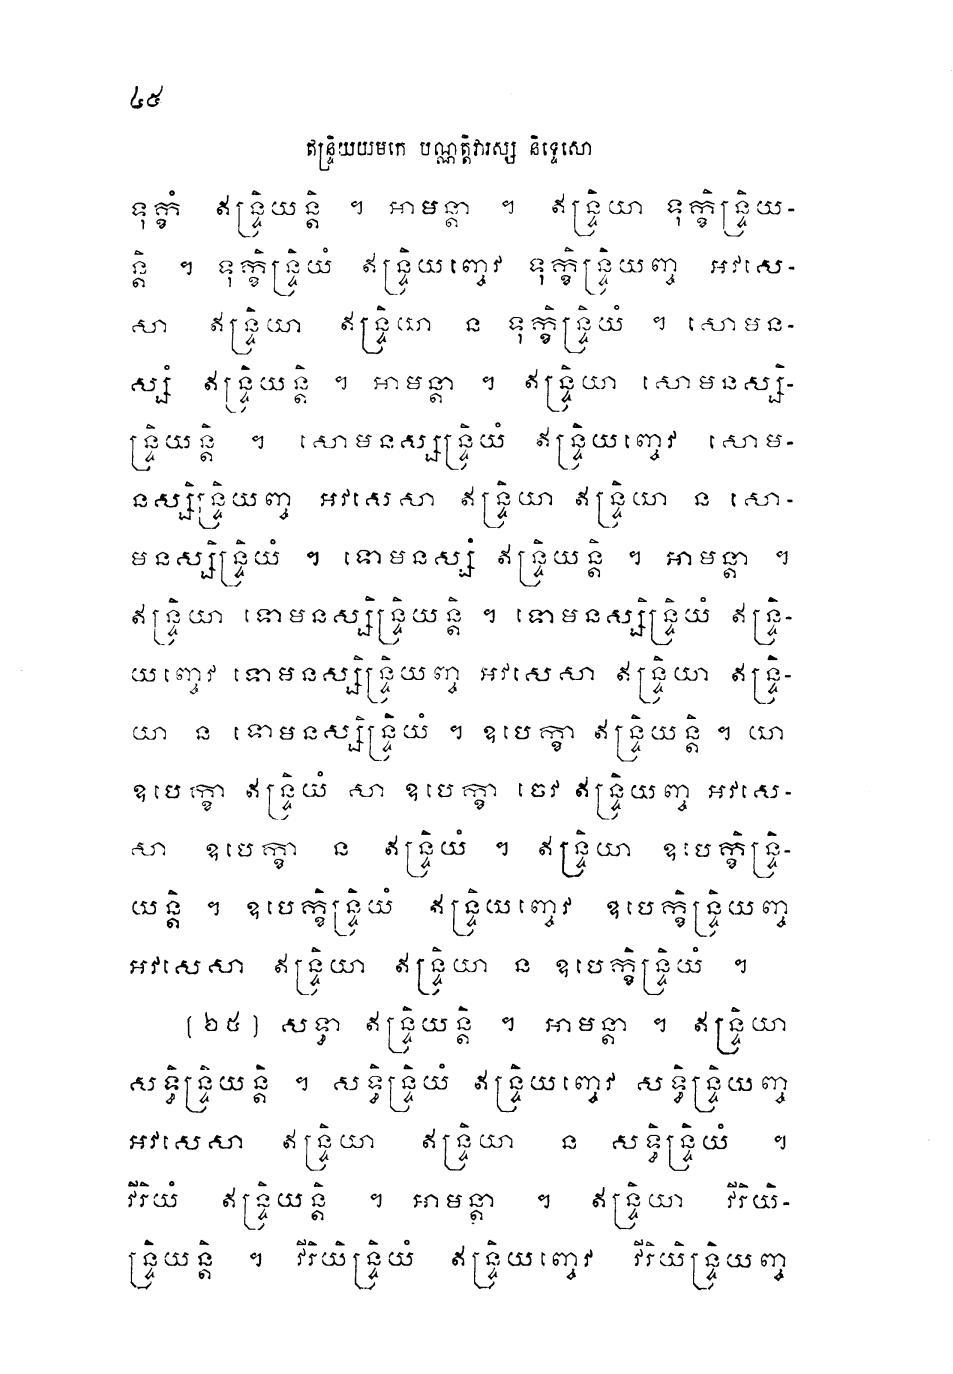 ៤៥
ឥន្ទ្រិយយមកេ បណ្ណត្តិវារស្ស និទ្ទេសោ
ទុក្ខំ ឥន្ទ្រិយន្តិ ។ អាមន្តា ។ ឥន្ទ្រិយា ទុក្ខិន្ទ្រិយ-
ន្តិ ។ ទុក្ខិន្ទ្រិយំ ឥន្ទ្រិយញ្ចេវ ទុក្ខិន្ទ្រិយញ្ច អវសេ-
សា ឥន្ទ្រិយា ឥន្ទ្រិយា ន ទុក្ខិន្ទ្រិយំ ។ សោមន-
ស្សំ ឥន្ទ្រិយន្តិ ។ អាមន្តា ។ ឥន្ទ្រិយា សោមនស្សិ-
ន្ទ្រិយន្តិ ។ សោមនស្សន្ទ្រិយំ ឥន្ទ្រិយញ្ចេវ សោម-
នស្សិន្ទ្រិយញ្ច អវសេសា ឥន្ទ្រិយា ឥន្ទ្រិយា ន សោ-
មនស្សិន្ទ្រិយំ ។ ទោមនស្សំ ឥន្ទ្រិយន្តិ ។ អាមន្តា ។
ឥន្ទ្រិយា ទោមនស្សិន្ទ្រិយន្តិ ។ ទោមនស្សិន្ទ្រិយំ ឥន្ទ្រិ-
យញ្ចេវ ទោមនស្សិន្ទ្រិយញ្ច អវសេសា ឥន្ទ្រិយា ឥន្ទ្រិ-
យា ន ទោមនស្សិន្ទ្រិយំ ។ ឧបេក្ខា ឥន្ទ្រិយន្តិ ។ យា
ឧបេក្ខា ឥន្ទ្រិយំ សា ឧបេក្ខា ចេវ ឥន្ទ្រិយញ្ច អវសេ-
សា ឧបេក្ខា ន ឥន្ទ្រិយំ ។ ឥន្ទ្រិយា ឧបេក្ខិន្ទ្រិ-
យន្តិ ។ ឧបេក្ខិន្ទ្រិយំ ឥន្ទ្រិយញ្ចេវ ឧបេក្ខិន្ទ្រិយញ្ច
អវសេសា ឥន្ទ្រិយា ឥន្ទ្រិយា ន ឧបេក្ខិន្ទ្រិយំ ។
[២៥] សទ្ធា ឥន្ទ្រិយន្តិ ។ អាមន្តា ។ ឥន្ទ្រិយា
សទ្ធិន្ទ្រិយន្តិ ។ សទ្ធិន្ទ្រិយំ ឥន្ទ្រិយញ្ចេវ សទ្ធិន្ទ្រិយញ្ច
អវសេសា ឥន្ទ្រិយា ឥន្ទ្រិយា ន សទ្ធិន្ទ្រិយំ ។
វីរិយំ ឥន្ទ្រិយន្តិ ។ អាមន្តា ។ ឥន្ទ្រិយា វីរិយិ-
ន្ទ្រិយន្តិ ។ វីរិយិន្ទ្រិយំ ឥន្ទ្រិយញ្ចេវ វីរិយិន្ទ្រិយញ្ច